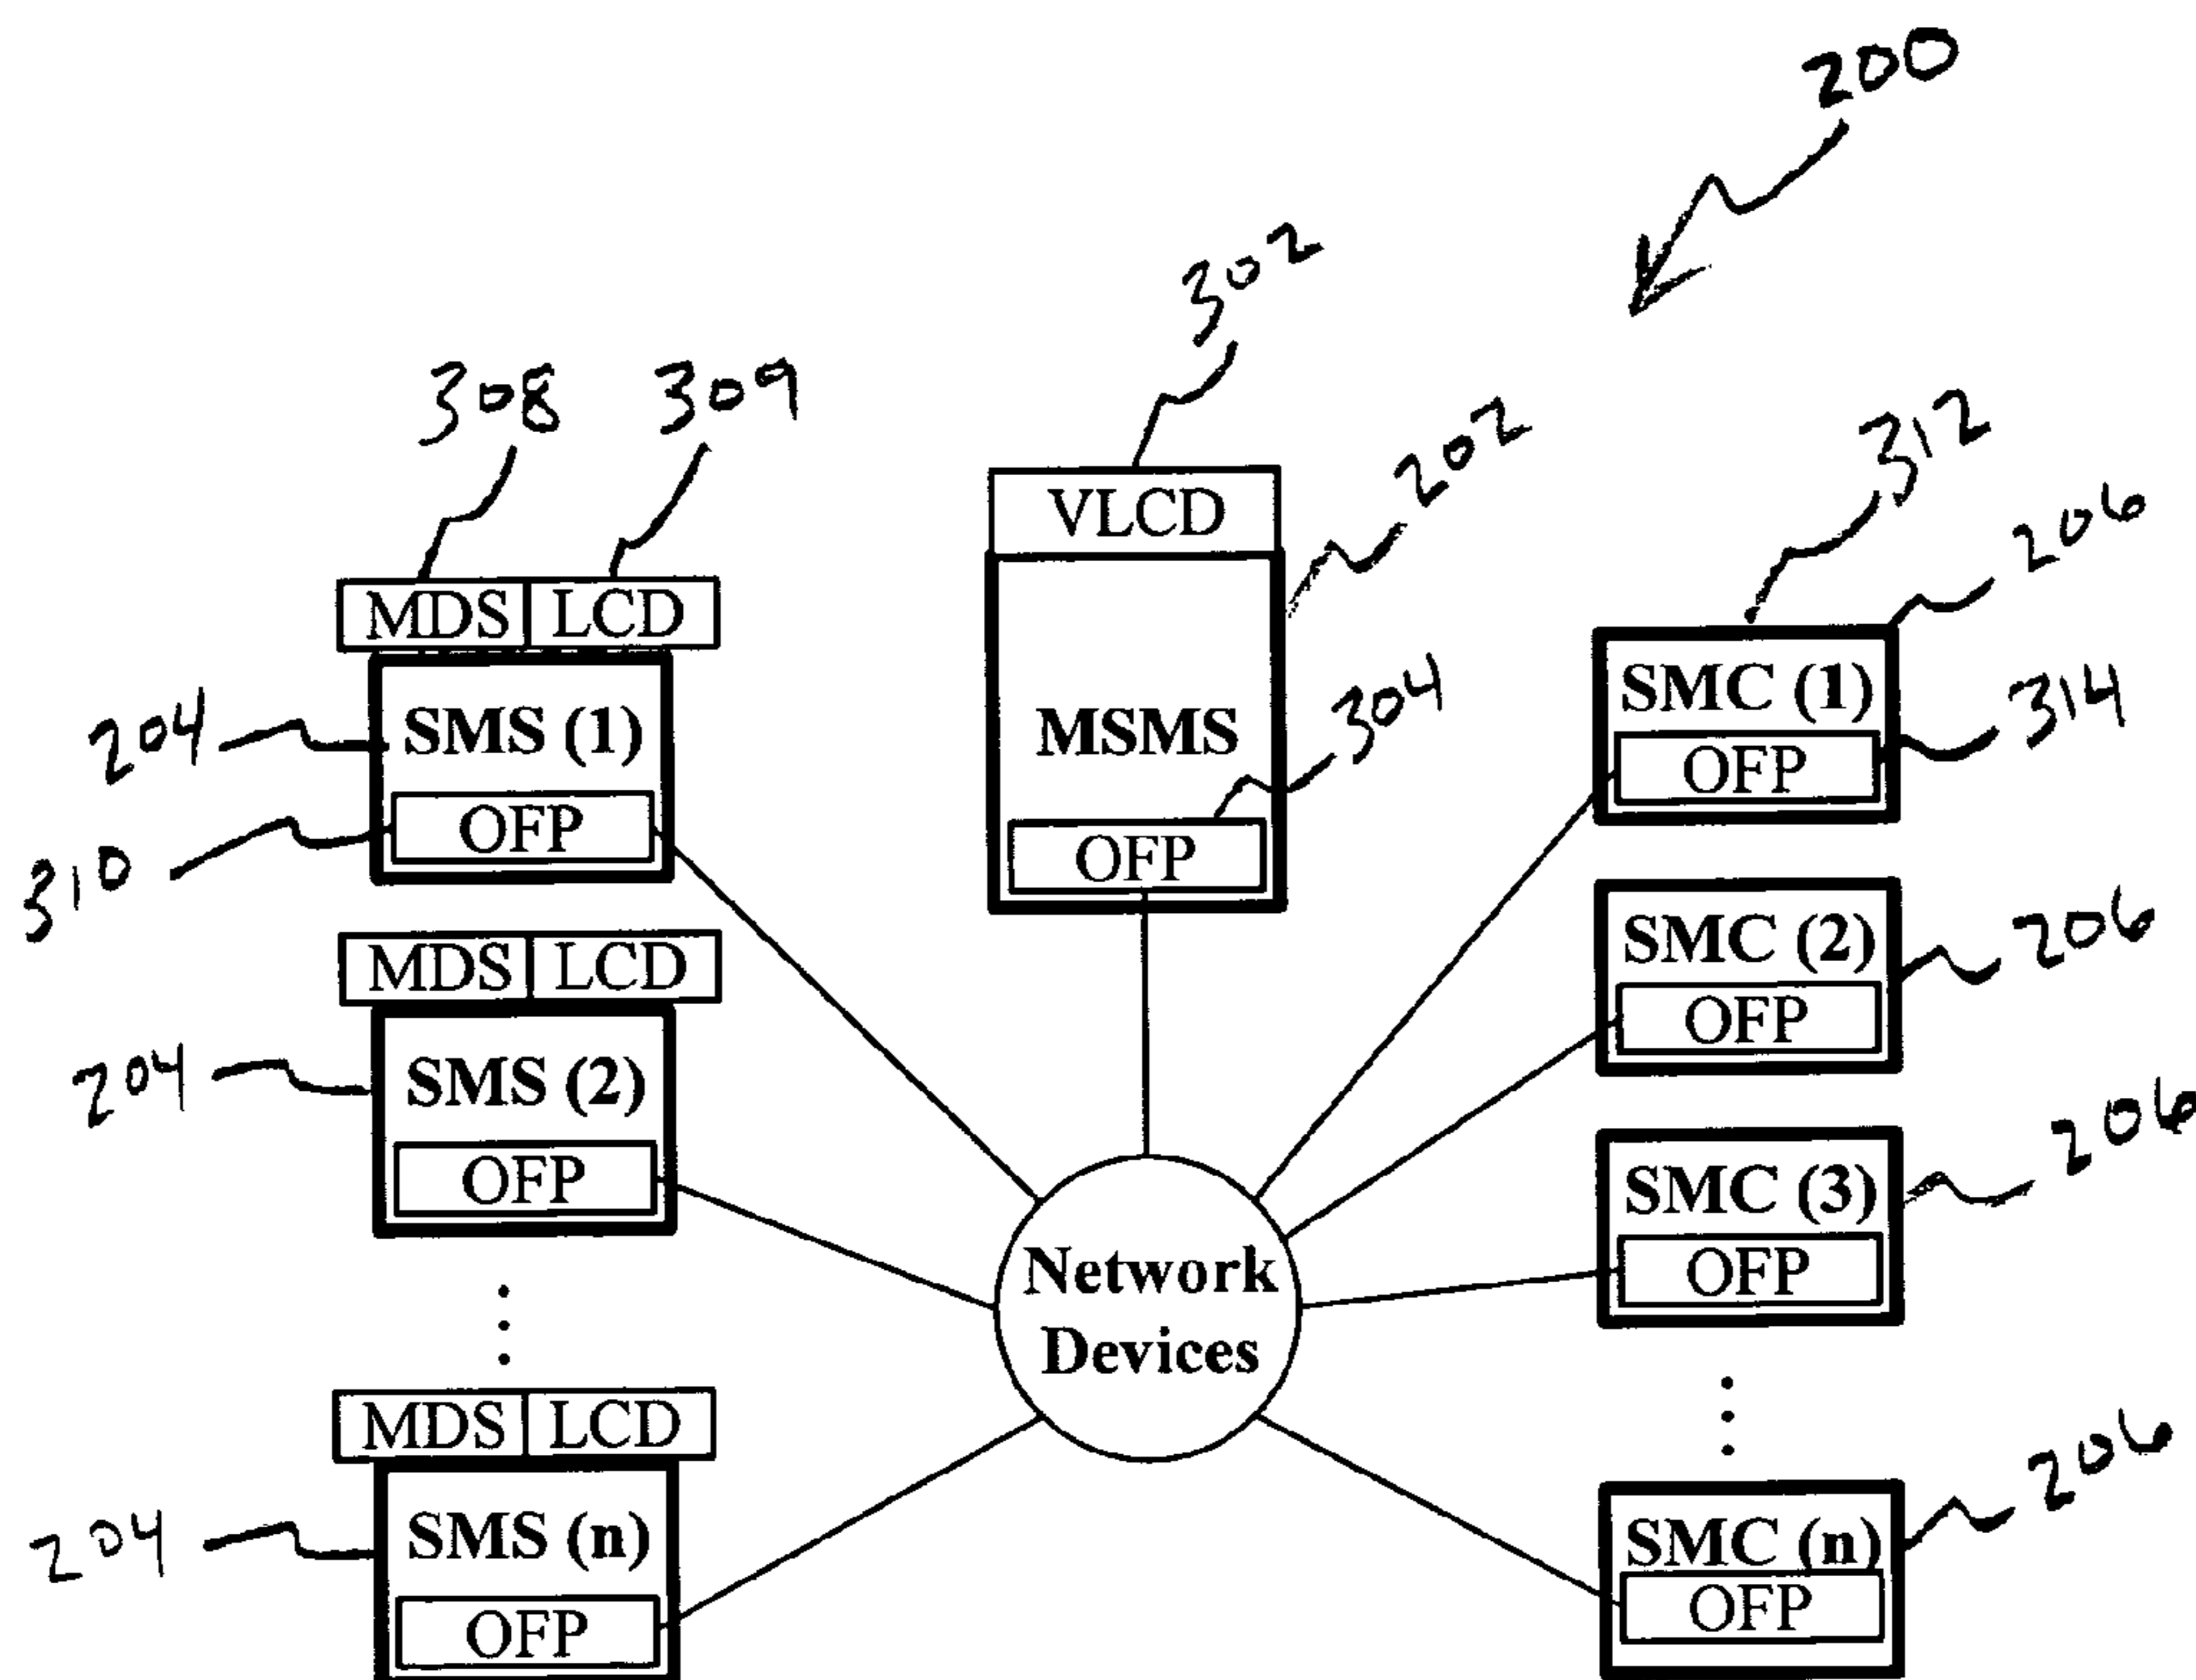 200
302
308 309
202
312
206
VLCD
MDS LCD
SMS (1)
204
OFP
310
MSMS
304
OFP
SMC (1)
314
OFP
MDS LCD
SMS (2)
204
OFP
SMC (2)
206
OFP
SMC (3)
206
OFP
Network
Devices
MDS LCD
SMS (n)
204
OFP
SMC (n)
206
OFP